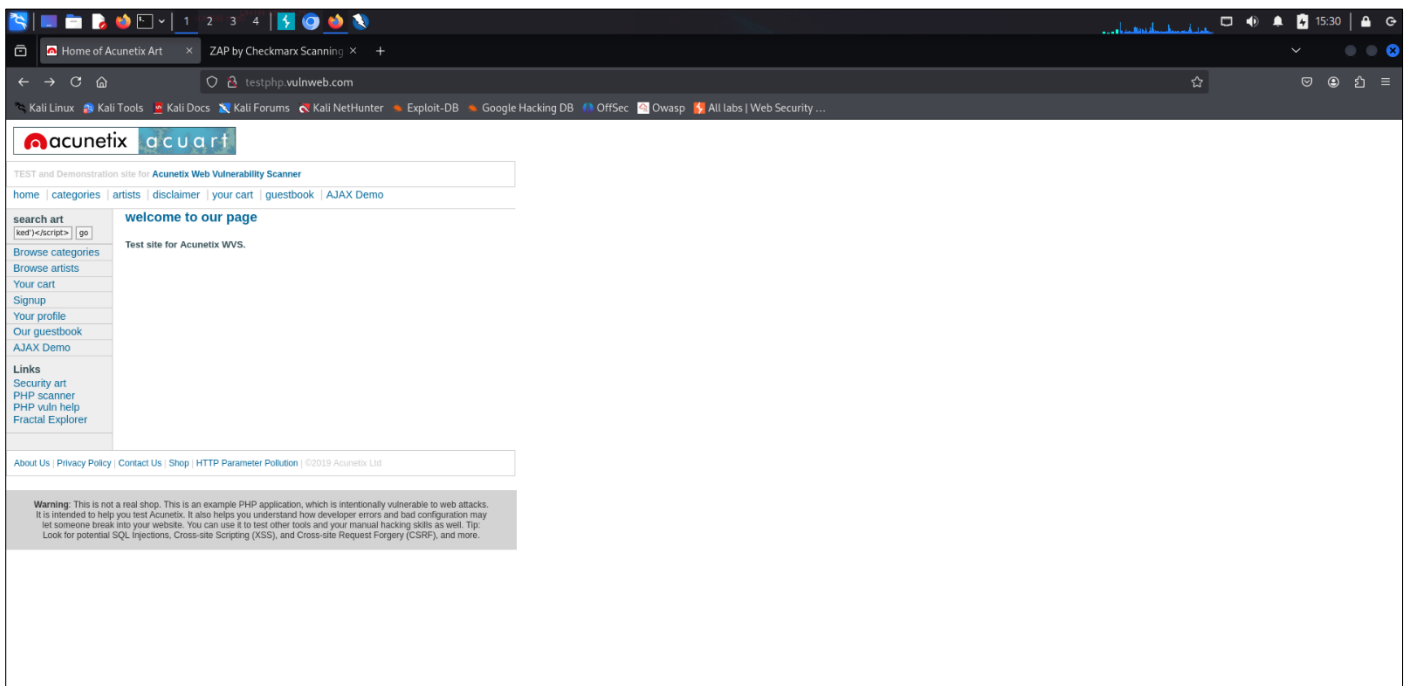 1 2 3 4 15:30
Home of Acunetix Art × ZAP by Checkmarx Scanning × +
testphp.vulnweb.com
Kali Linux Kali Tools Kali Docs Kali Forums Kali NetHunter Exploit-DB Google Hacking DB OffSec Owasp All labs | Web Security ...
acunetix acuart
TEST and Demonstration site for Acunetix Web Vulnerability Scanner
home | categories | artists | disclaimer | your cart | guestbook | AJAX Demo
search art
ked')</script> go
Browse categories
Browse artists
Your cart
Signup
Your profile
Our guestbook
AJAX Demo
Links
Security art
PHP scanner
PHP vuln help
Fractal Explorer
welcome to our page
Test site for Acunetix WVS.
About Us | Privacy Policy | Contact Us | Shop | HTTP Parameter Pollution | ©2019 Acunetix Ltd
Warning: This is not a real shop. This is an example PHP application, which is intentionally vulnerable to web attacks.
It is intended to help you test Acunetix. It also helps you understand how developer errors and bad configuration may
let someone break into your website. You can use it to test other tools and your manual hacking skills as well. Tip:
Look for potential SQL Injections, Cross-site Scripting (XSS), and Cross-site Request Forgery (CSRF), and more.